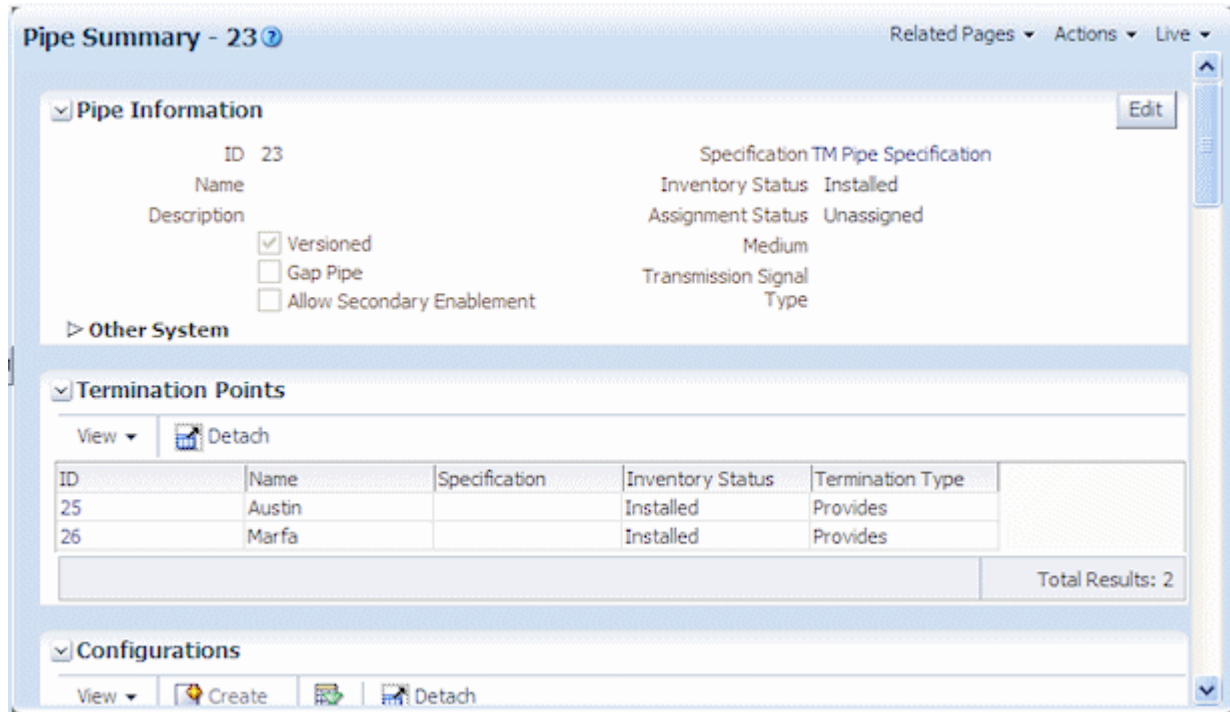 Pipe Summary - 23
Related Pages Actions Live
Pipe Information
Edit
ID 23
Name
Description
Versioned
Gap Pipe
Allow Secondary Enablement
Specification TM Pipe Specification
Inventory Status Installed
Assignment Status Unassigned
Medium
Transmission Signal
Type
Other System
Termination Points
View Detach
ID Name Specification Inventory Status Termination Type
25 Austin Installed Provides
26 Marfa Installed Provides
Total Results: 2
Configurations
View Create Detach